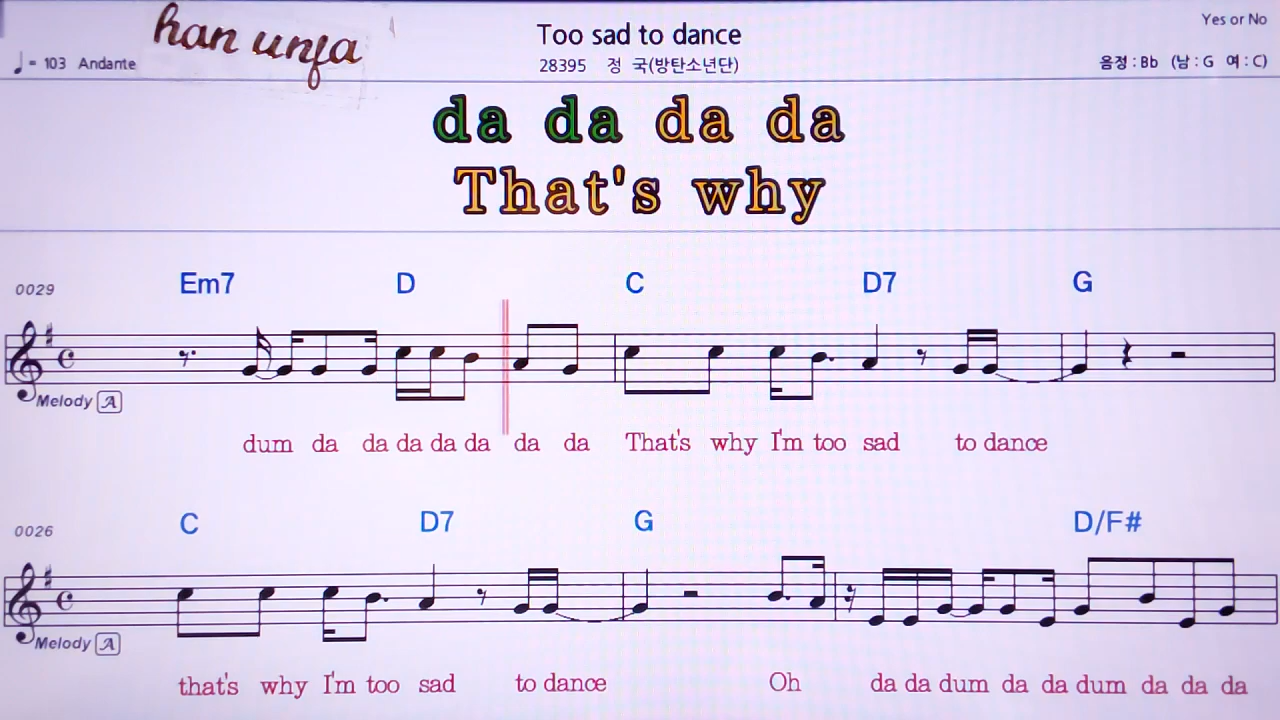 han unja
Too sad to dance
Yes or No
♩= 103 Andante
28395 정 국(방탄소년단)
음정 : Bb (남 : G 여 : C)
da da da da
That's why
0029
Em7 D C D7 G
Melody A
dum da da da da da da da That's why I'm too sad to dance
0026
C D7 G D/F#
Melody A
that's why I'm too sad to dance Oh da da dum da da dum da da da